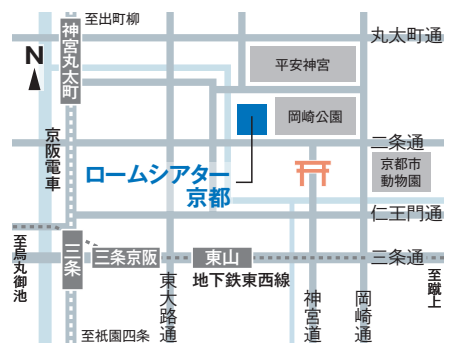 至出町柳
神宮丸太町
丸太町通
N
平安神宮
岡崎公園
京阪電車
二条通
京都市
動物園
ロームシアター
京都
仁王門通
至烏丸御池
三条
三条京阪
東山
三条通
地下鉄東西線
至蹴上
東大路通
神宮道
岡崎通
至祇園四条